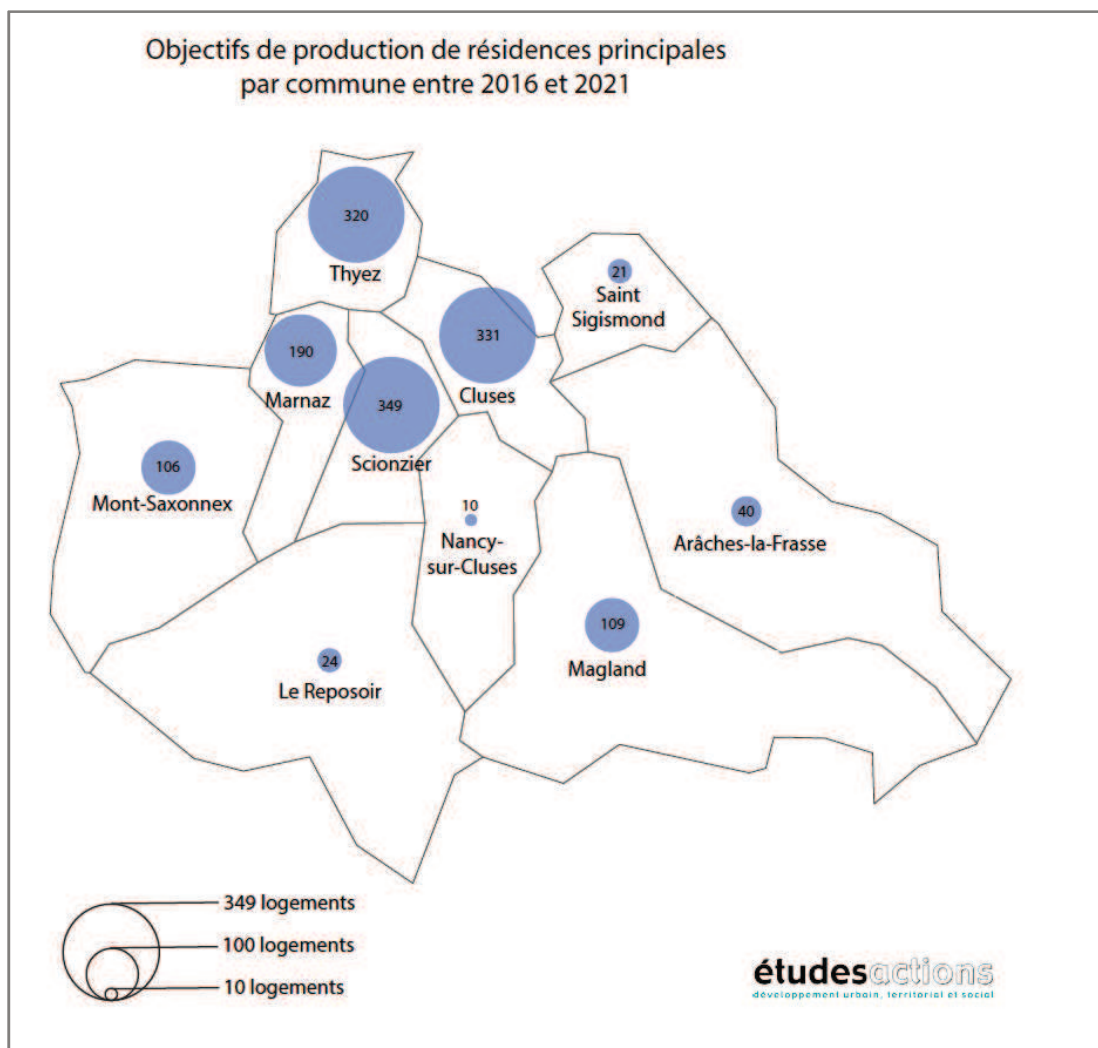 Objectifs de production de résidences principales
par commune entre 2016 et 2021
320
Thyez
21
Saint
Sigismond
331
Cluses
190
Marnaz
349
Scionzier
106
Mont-Saxonnex
10
Nancy-
sur-Cluses
40
Arâches-la-Frasse
109
Magland
24
Le Reposoir
349 logements
100 logements
10 logements
étudesactions
développement urbain, territorial et social